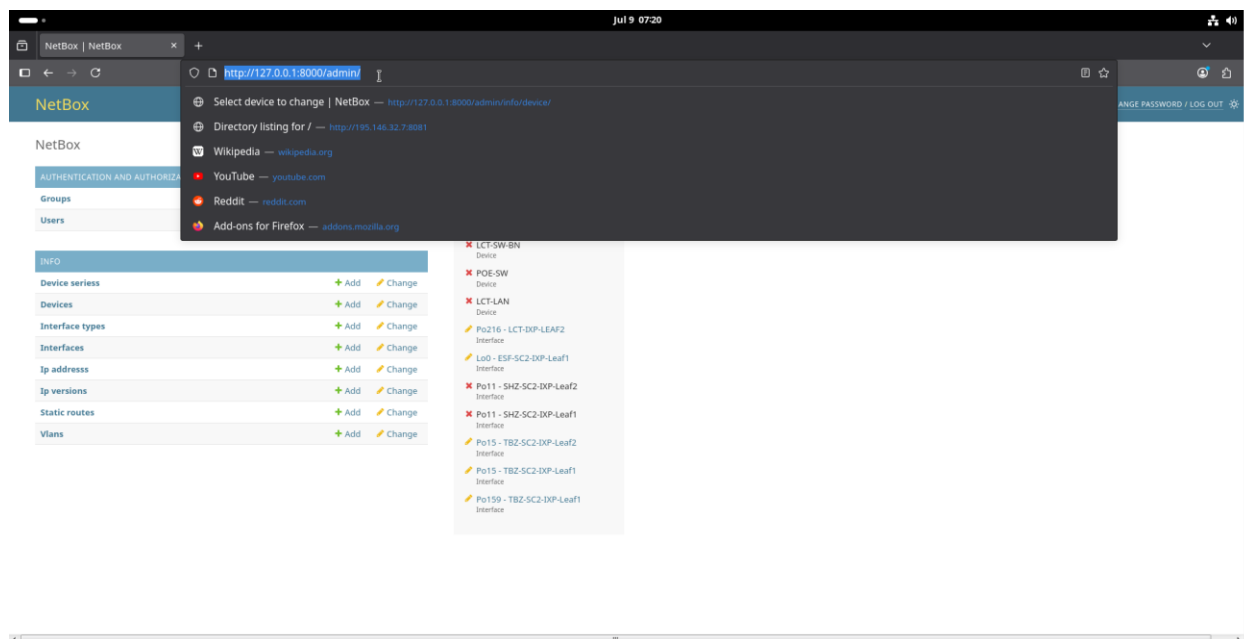 Jul 9 07:20
NetBox | NetBox
http://127.0.0.1:8000/admin/
Select device to change | NetBox — http://127.0.0.1:8000/admin/info/device/
Directory listing for / — http://195.146.32.7:8081
Wikipedia — wikipedia.org
YouTube — youtube.com
Reddit — reddit.com
Add-ons for Firefox — addons.mozilla.org
NetBox
ANGE PASSWORD / LOG OUT
NetBox
AUTHENTICATION AND AUTHORIZA
Groups
Users
INFO
Device seriess + Add Change
Devices + Add Change
Interface types + Add Change
Interfaces + Add Change
Ip addresss + Add Change
Ip versions + Add Change
Static routes + Add Change
Vlans + Add Change
LCT-SW-BN
Device
POE-SW
Device
LCT-LAN
Device
Po216 - LCT-IXP-LEAF2
Interface
Lo0 - ESF-SC2-IXP-Leaf1
Interface
Po11 - SHZ-SC2-IXP-Leaf2
Interface
Po11 - SHZ-SC2-IXP-Leaf1
Interface
Po15 - TBZ-SC2-IXP-Leaf2
Interface
Po15 - TBZ-SC2-IXP-Leaf1
Interface
Po159 - TBZ-SC2-IXP-Leaf1
Interface